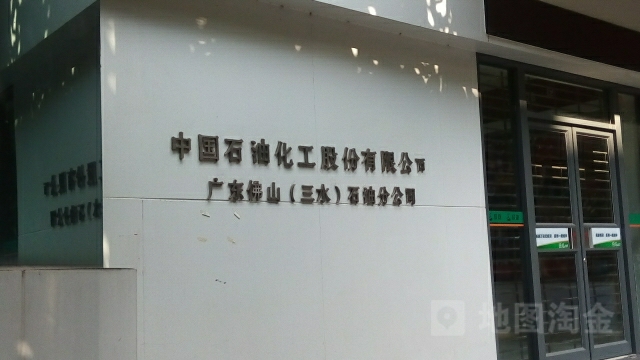 中国石油化工股份有限公司
广东佛山（三水）石油分公司
地图淘金